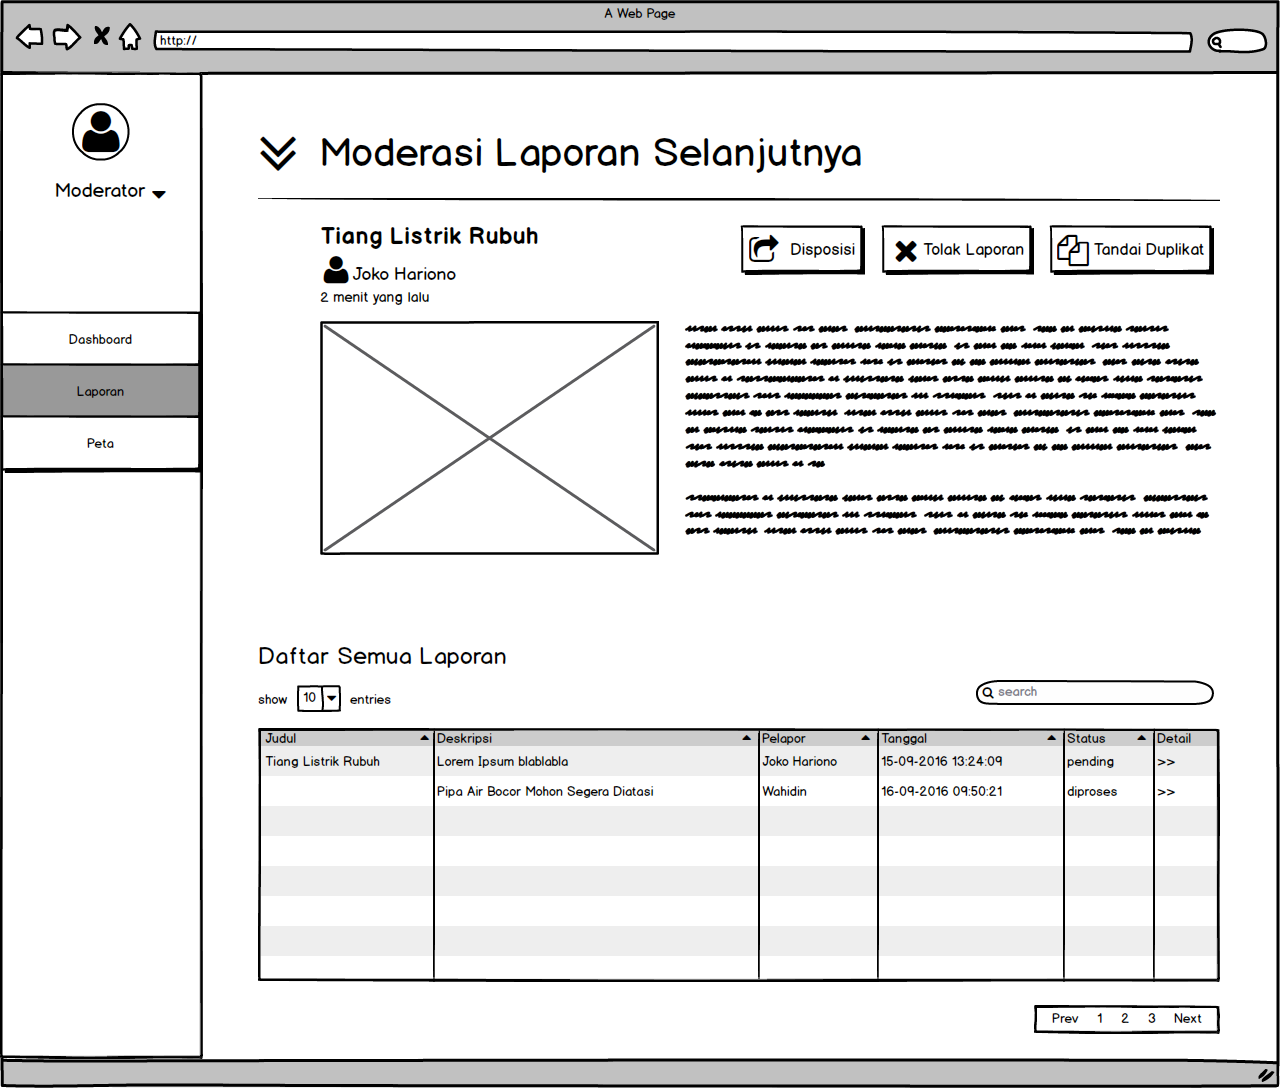 A Web Page
http://
Moderator
Dashboard
Laporan
Peta
Moderasi Laporan Selanjutnya
Tiang Listrik Rubuh
Joko Hariono
2 menit yang lalu
Disposisi
Tolak Laporan
Tandai Duplikat
Daftar Semua Laporan
show 10 entries
search
Judul Deskripsi Pelapor Tanggal Status Detail
Tiang Listrik Rubuh Lorem Ipsum blablabla Joko Hariono 15-09-2016 13:24:09 pending >>
Pipa Air Bocor Mohon Segera Diatasi Wahidin 16-09-2016 09:50:21 diproses >>
Prev 1 2 3 Next